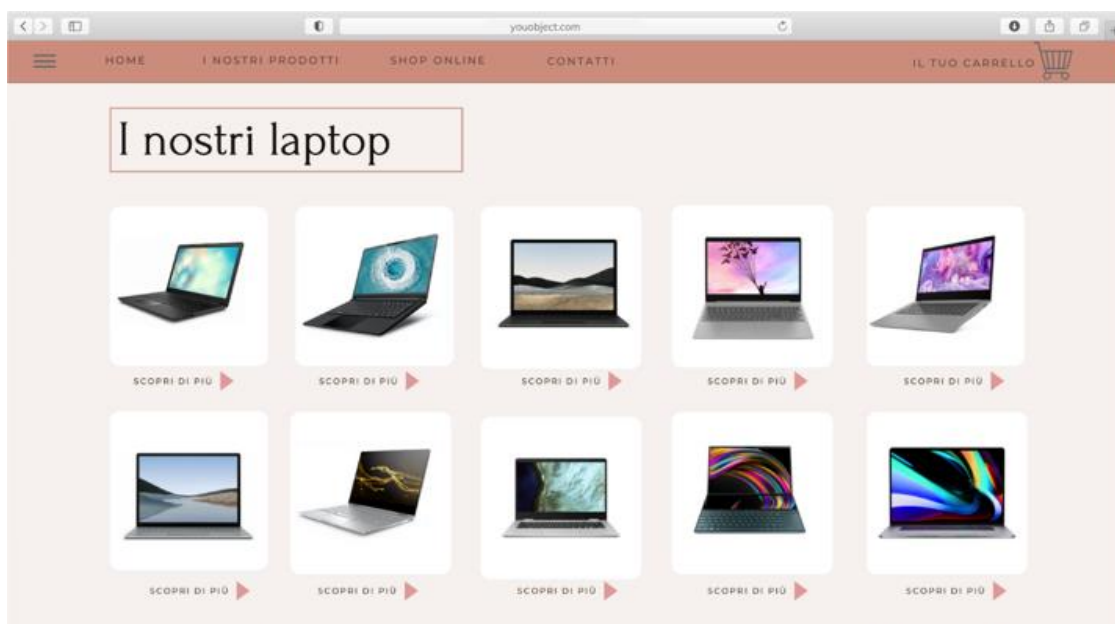 youobject.com
HOME I NOSTRI PRODOTTI SHOP ONLINE CONTATTI IL TUO CARRELLO
I nostri laptop
SCOPRI DI PIÙ SCOPRI DI PIÙ SCOPRI DI PIÙ SCOPRI DI PIÙ SCOPRI DI PIÙ
SCOPRI DI PIÙ SCOPRI DI PIÙ SCOPRI DI PIÙ SCOPRI DI PIÙ SCOPRI DI PIÙ